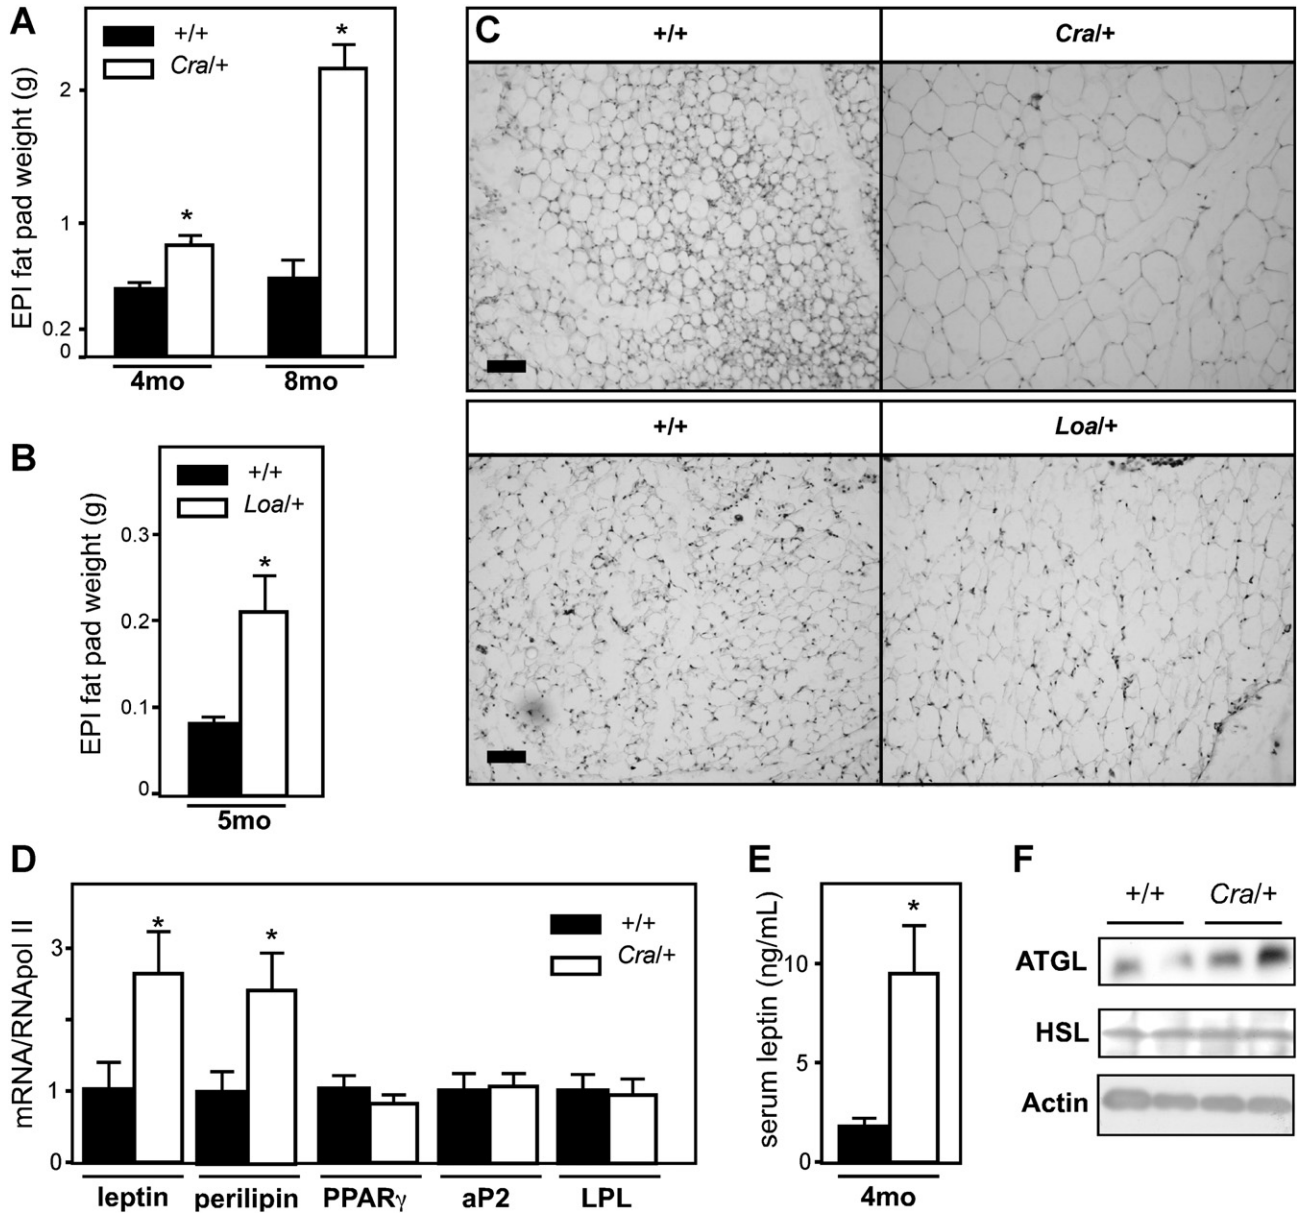 A
+/+
Cra/+
EPI fat pad weight (g)
2
1
0.2
0
*
*
4mo
8mo
B
+/+
Loa/+
EPI fat pad weight (g)
0.3
0.2
0.1
0
*
5mo
C
+/+
Cra/+
+/+
Loa/+
D
+/+
Cra/+
mRNA/RNApol II
3
1
0
*
*
leptin
perilipin
PPARγ
aP2
LPL
E
serum leptin (ng/mL)
10
5
0
*
4mo
F
+/+
Cra/+
ATGL
HSL
Actin